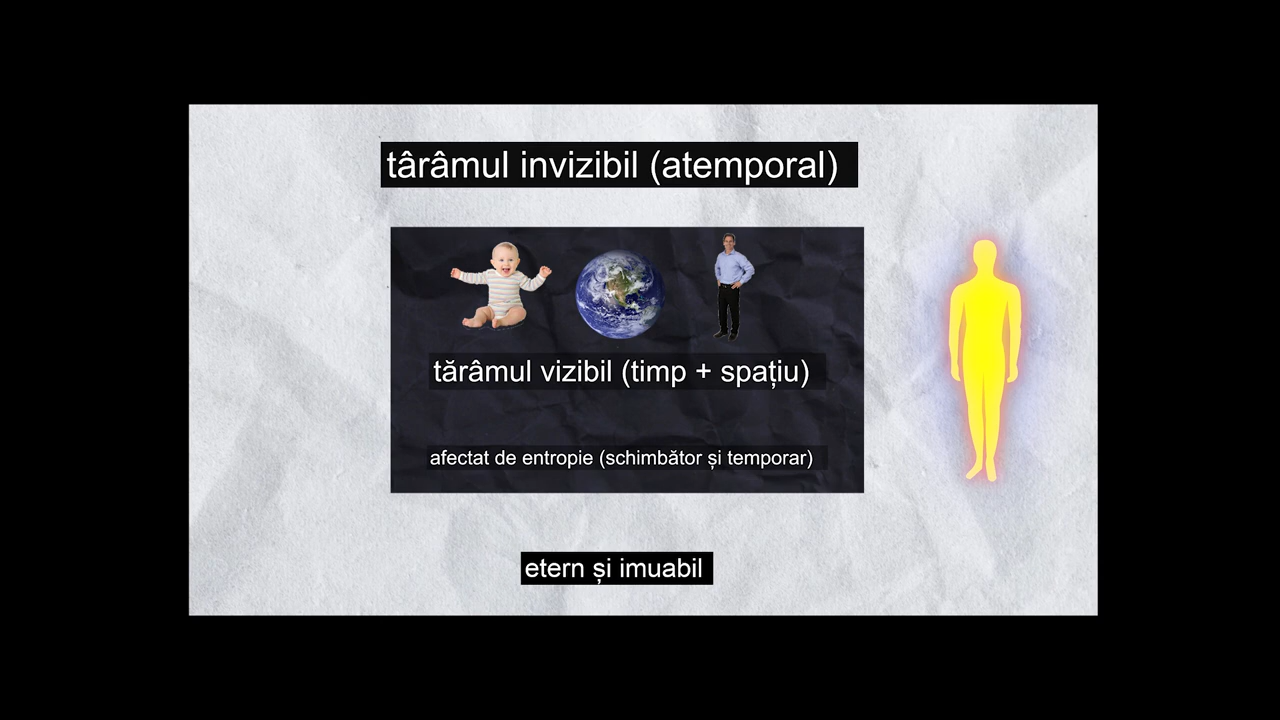 târâmul invizibil (atemporal)
tărâmul vizibil (timp + spațiu)
afectat de entropie (schimbător și temporar)
etern și imuabil